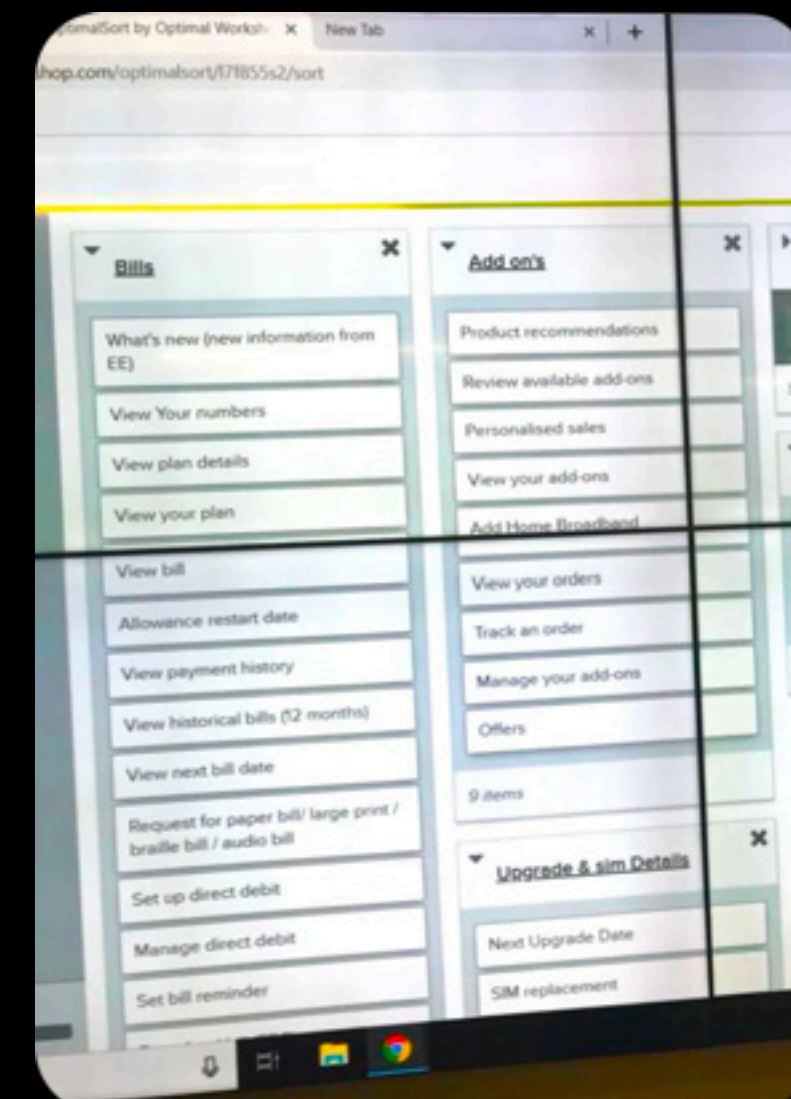 OptimalSort by Optimal Worksh
New Tab
hop.com/optimalsort/171855s2/sort
Bills
What's new (new information from
EE)
View Your numbers
View plan details
View your plan
View bill
Allowance restart date
View payment history
View historical bills (12 months)
View next bill date
Request for paper bill/ large print /
braille bill / audio bill
Set up direct debit
Manage direct debit
Set bill reminder
Add on's
Product recommendations
Review available add-ons
Personalised sales
View your add-ons
Add Home Broadband
View your orders
Track an order
Manage your add-ons
Offers
9 items
Upgrade & sim Details
Next Upgrade Date
SIM replacement